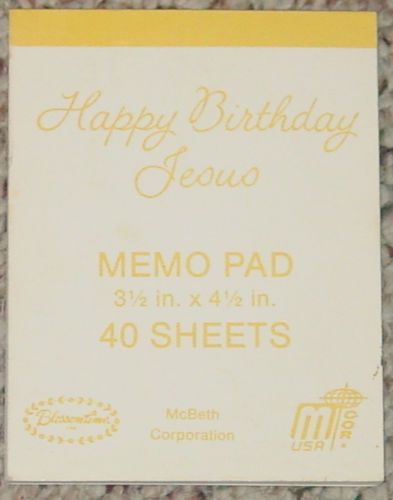 Happy Birthday
Jesus
MEMO PAD
3½ in. x 4½ in.
40 SHEETS
Blossomtime
McBeth
Corporation
MT COR.
USA